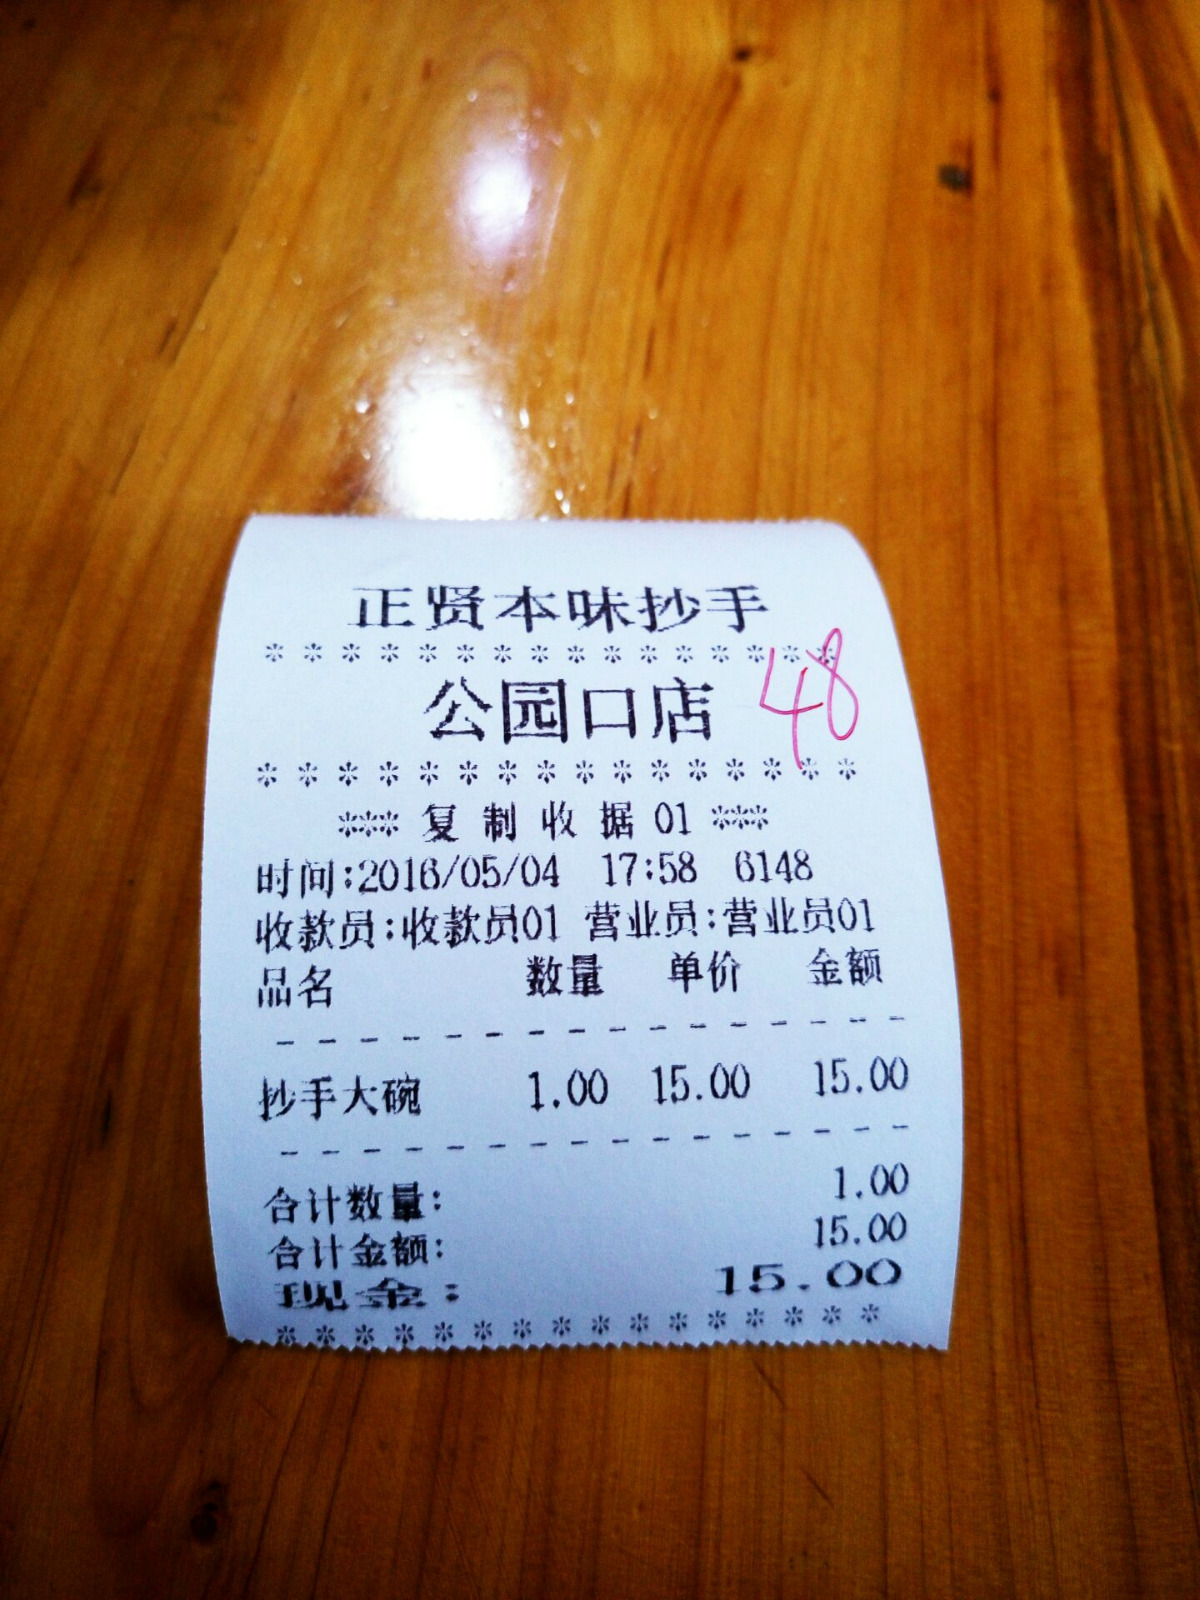 正贤本味抄手
* * * * * * * * * * * * * * * *
公园口店 48
* * * * * * * * * * * * * * * *
*** 复制收据 01 ***
时间:2016/05/04 17:58 6148
收款员:收款员01 营业员:营业员01
品名 数量 单价 金额
- - - - - - - - - - - - - - - -
抄手大碗 1.00 15.00 15.00
- - - - - - - - - - - - - - - -
合计数量: 1.00
合计金额: 15.00
现金: 15.00
* * * * * * * * * * * * * * * *